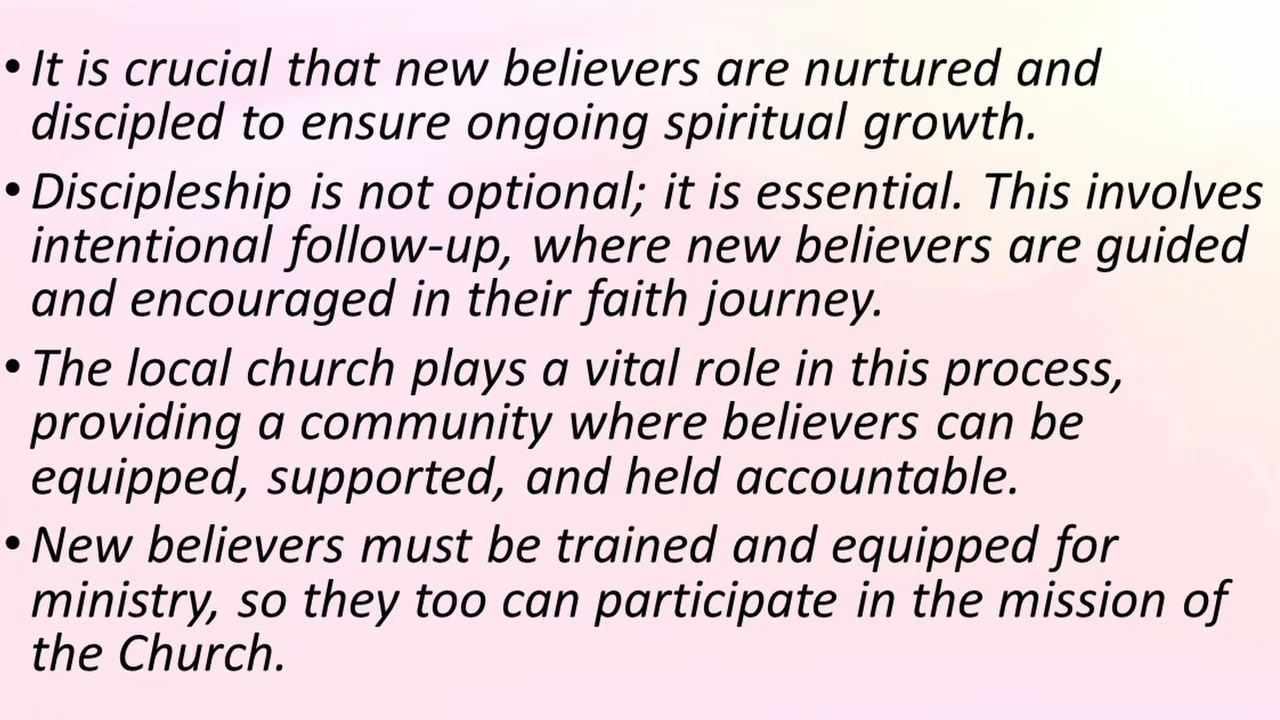 • It is crucial that new believers are nurtured and
discipled to ensure ongoing spiritual growth.
• Discipleship is not optional; it is essential. This involves
intentional follow-up, where new believers are guided
and encouraged in their faith journey.
• The local church plays a vital role in this process,
providing a community where believers can be
equipped, supported, and held accountable.
• New believers must be trained and equipped for
ministry, so they too can participate in the mission of
the Church.